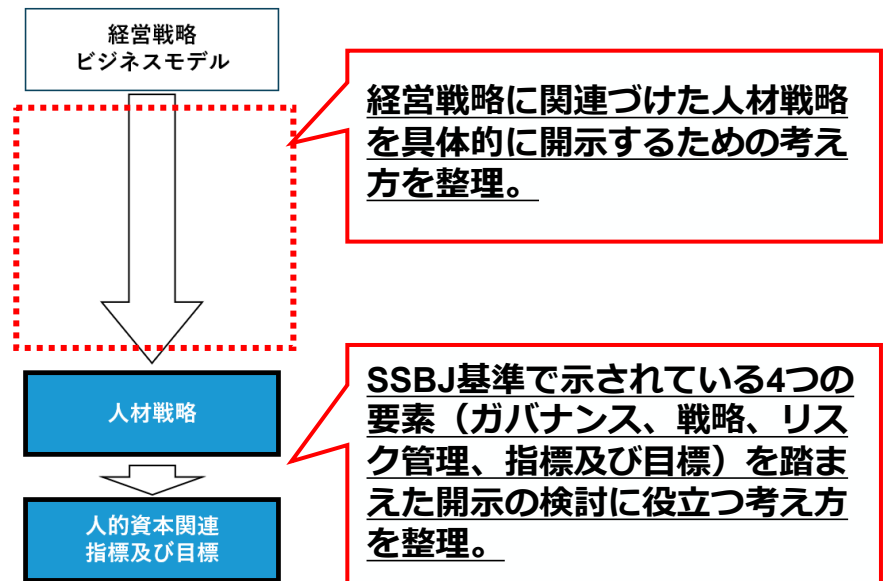 経営戦略
ビジネスモデル
経営戦略に関連づけた人材戦略
を具体的に開示するための考え
方を整理。
人材戦略
SSBJ基準で示されている4つの
要素（ガバナンス、戦略、リス
ク管理、指標及び目標）を踏ま
えた開示の検討に役立つ考え方
を整理。
人的資本関連
指標及び目標